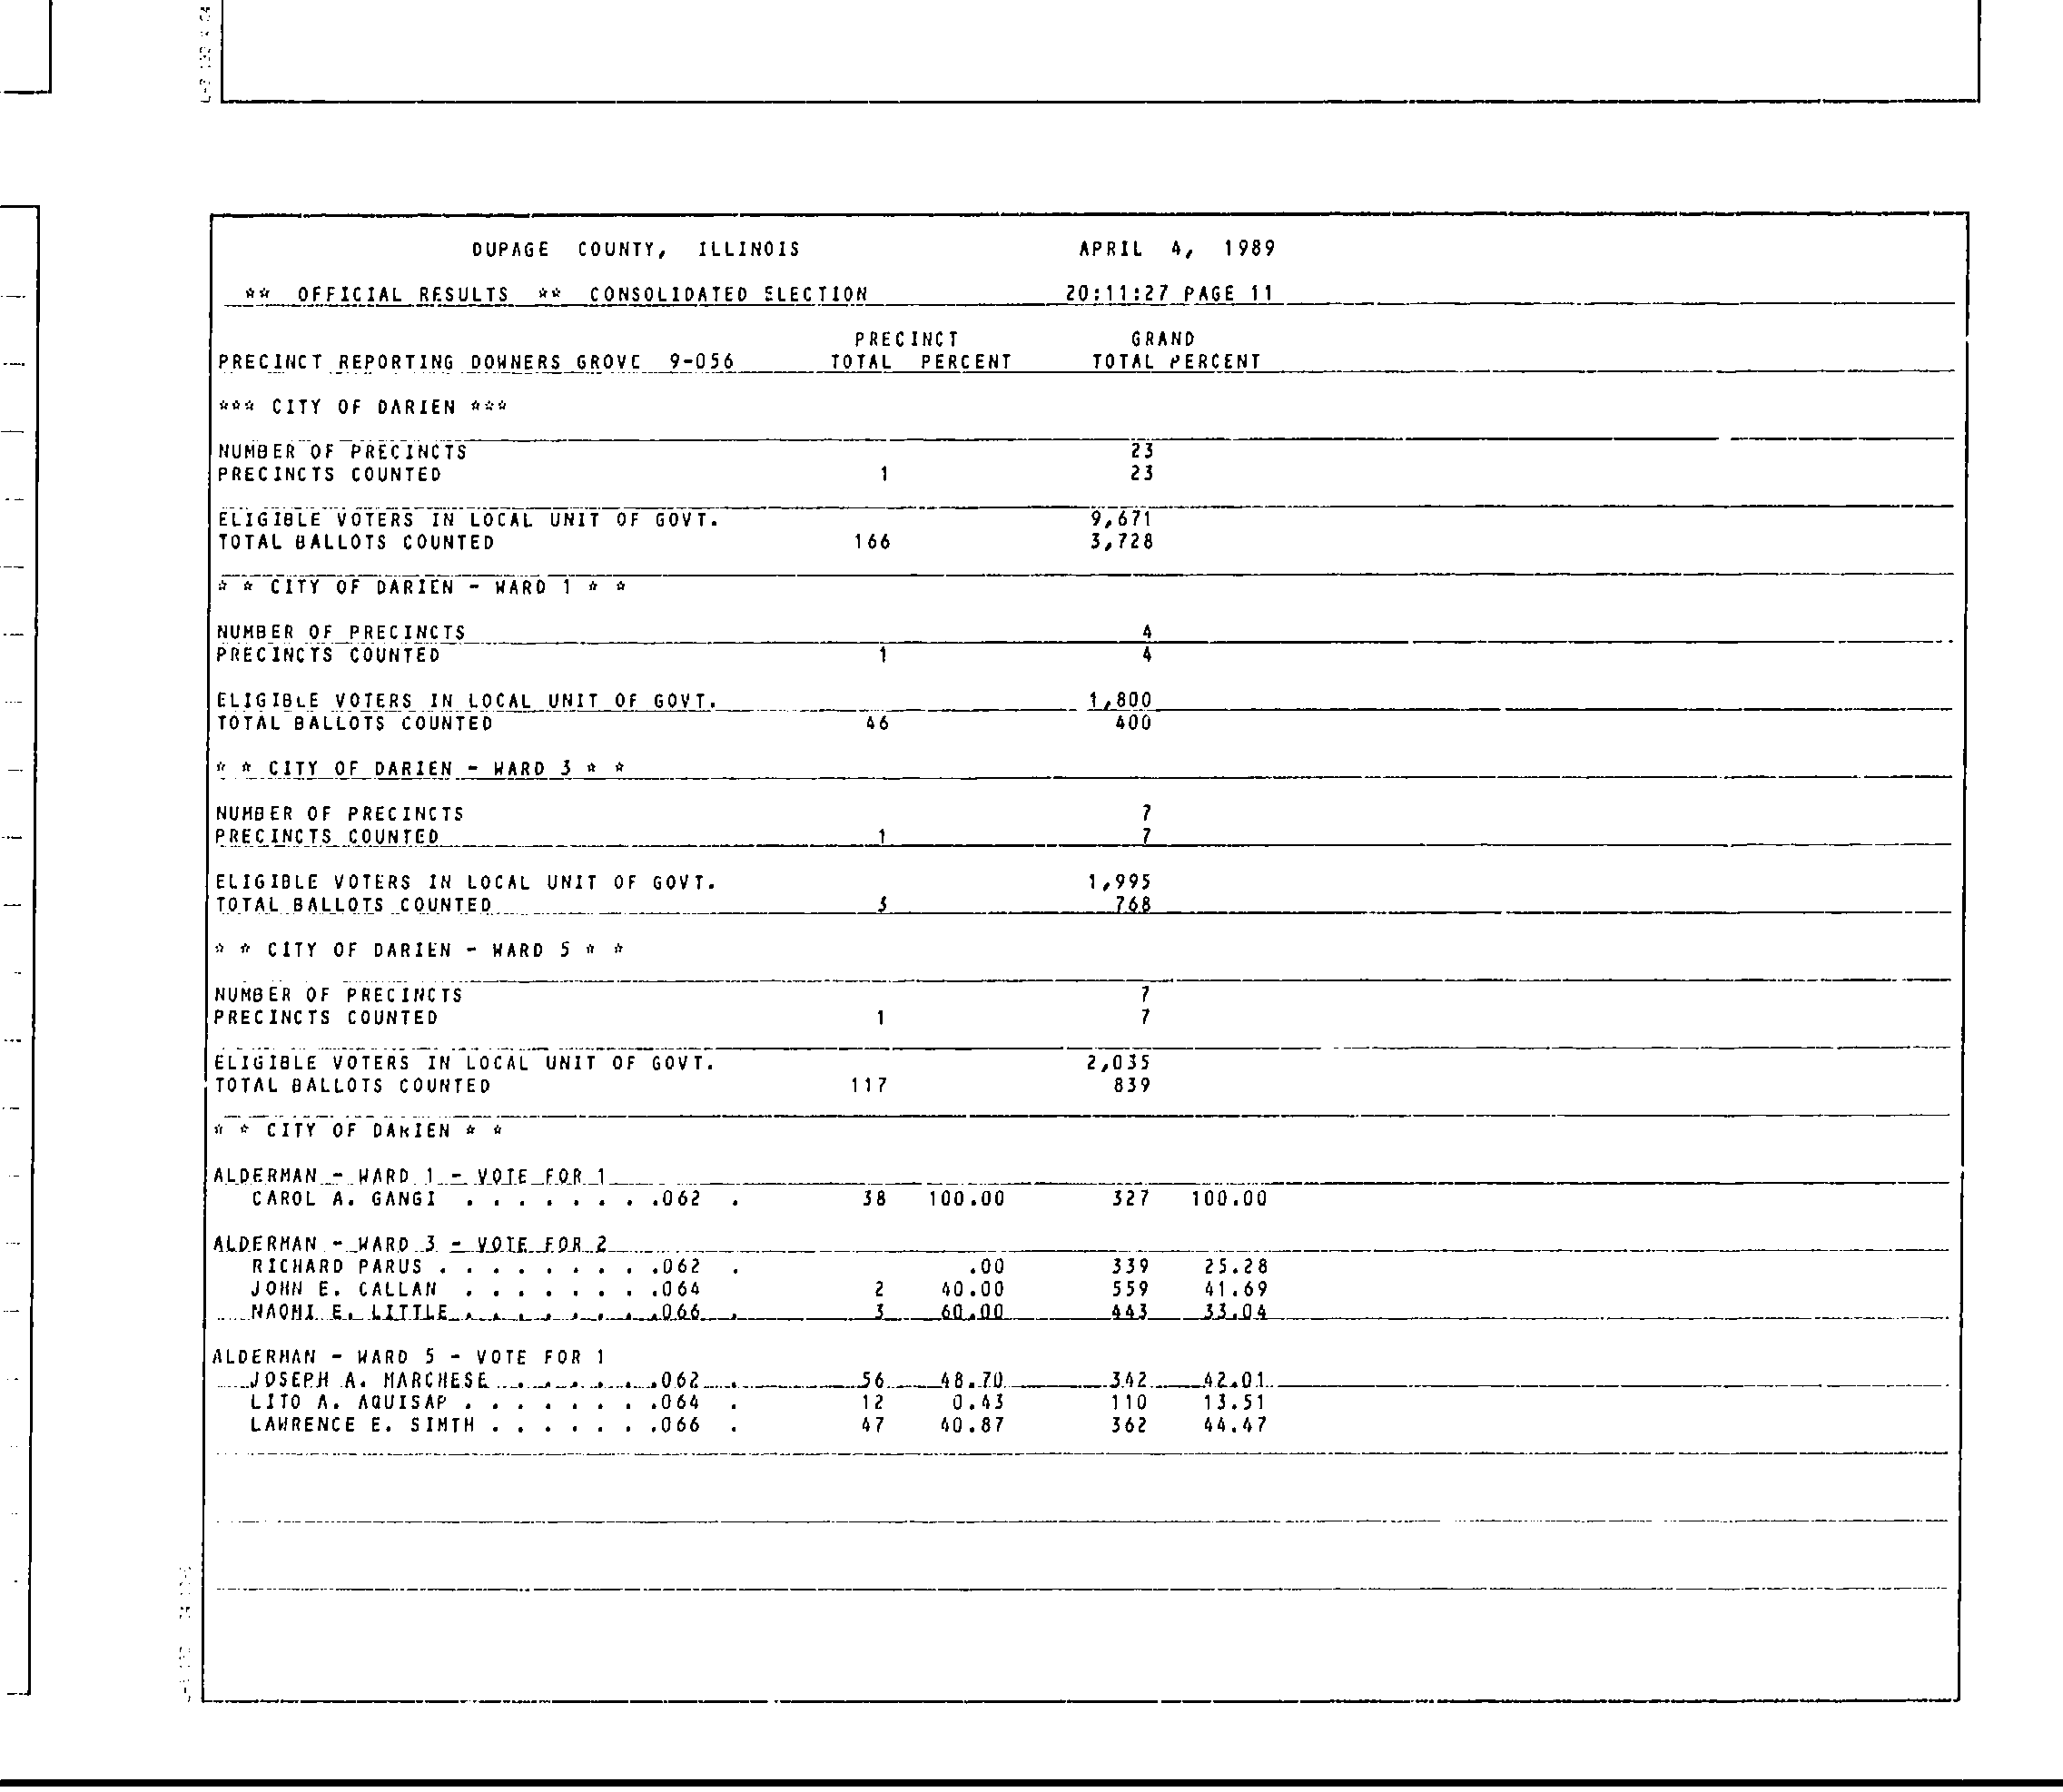 DUPAGE COUNTY, ILLINOIS APRIL 4, 1989
** OFFICIAL RESULTS ** CONSOLIDATED ELECTION 20:11:27 PAGE 11
PRECINCT GRAND
PRECINCT REPORTING DOWNERS GROVE 9-056 TOTAL PERCENT TOTAL PERCENT
*** CITY OF DARIEN ***
NUMBER OF PRECINCTS 23
PRECINCTS COUNTED 1 23
ELIGIBLE VOTERS IN LOCAL UNIT OF GOVT. 9,671
TOTAL BALLOTS COUNTED 166 3,728
* * CITY OF DARIEN - WARD 1 * *
NUMBER OF PRECINCTS 4
PRECINCTS COUNTED 1 4
ELIGIBLE VOTERS IN LOCAL UNIT OF GOVT. 1,800
TOTAL BALLOTS COUNTED 46 400
* * CITY OF DARIEN - WARD 3 * *
NUMBER OF PRECINCTS 7
PRECINCTS COUNTED 1 7
ELIGIBLE VOTERS IN LOCAL UNIT OF GOVT. 1,995
TOTAL BALLOTS COUNTED 3 768
* * CITY OF DARIEN - WARD 5 * *
NUMBER OF PRECINCTS 7
PRECINCTS COUNTED 1 7
ELIGIBLE VOTERS IN LOCAL UNIT OF GOVT. 2,035
TOTAL BALLOTS COUNTED 117 839
* * CITY OF DARIEN * *
ALDERMAN - WARD 1 - VOTE FOR 1
CAROL A. GANGI . . . . . . . .062 . 38 100.00 327 100.00
ALDERMAN - WARD 3 - VOTE FOR 2
RICHARD PARUS . . . . . . . . .062 . .00 339 25.28
JOHN E. CALLAN . . . . . . . .064 2 40.00 559 41.69
NAOMI E. LITTLE . . . . . . . .066 . 3 60.00 443 33.04
ALDERMAN - WARD 5 - VOTE FOR 1
JOSEPH A. MARCHESE . . . . . .062 . 56 48.70 342 42.01
LITO A. AQUISAP . . . . . . . .064 . 12 0.43 110 13.51
LAWRENCE E. SIMTH . . . . . . .066 . 47 40.87 362 44.47